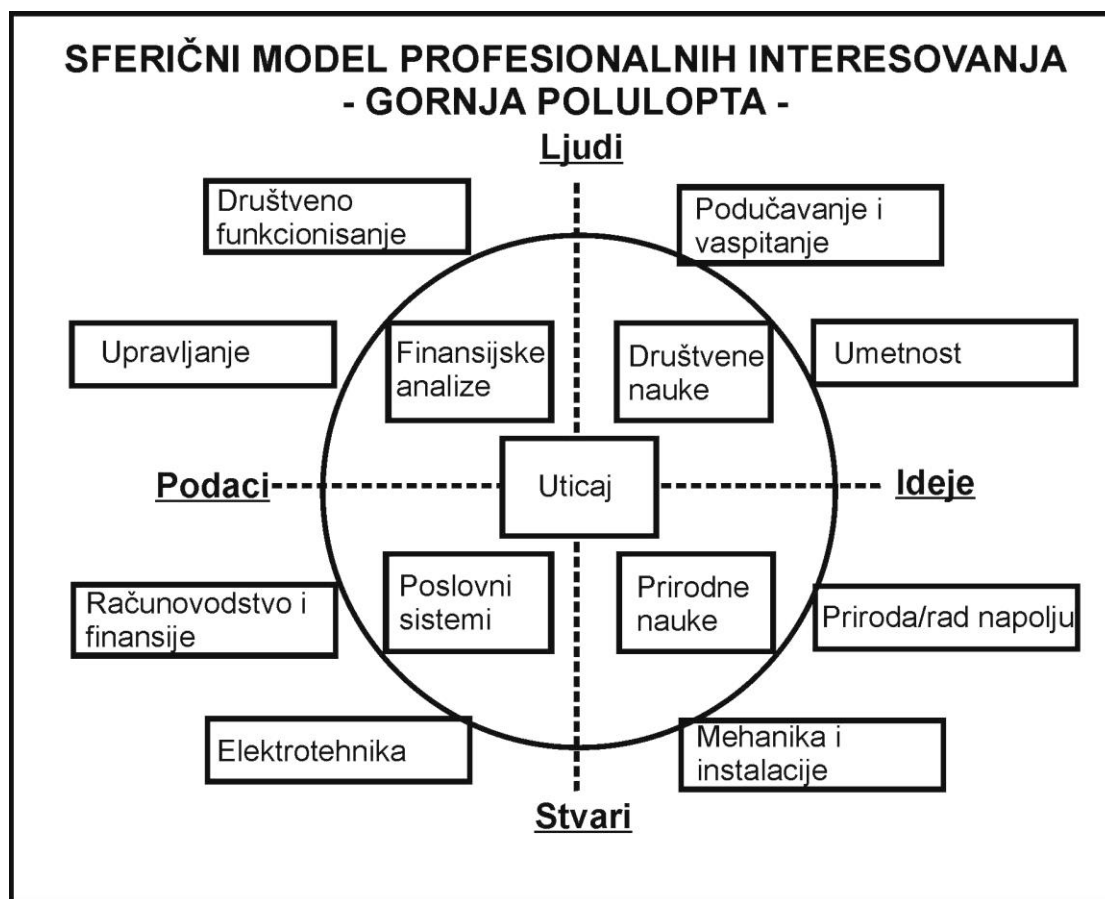 SFERIČNI MODEL PROFESIONALNIH INTERESOVANJA
- GORNJA POLULOPTA -
Ljudi
Društveno
funkcionisanje
Podučavanje i
vaspitanje
Upravljanje
Finansijske
analize
Društvene
nauke
Umetnost
Podaci
Uticaj
Ideje
Računovodstvo i
finansije
Poslovni
sistemi
Prirodne
nauke
Priroda/rad napolju
Elektrotehnika
Mehanika i
instalacije
Stvari